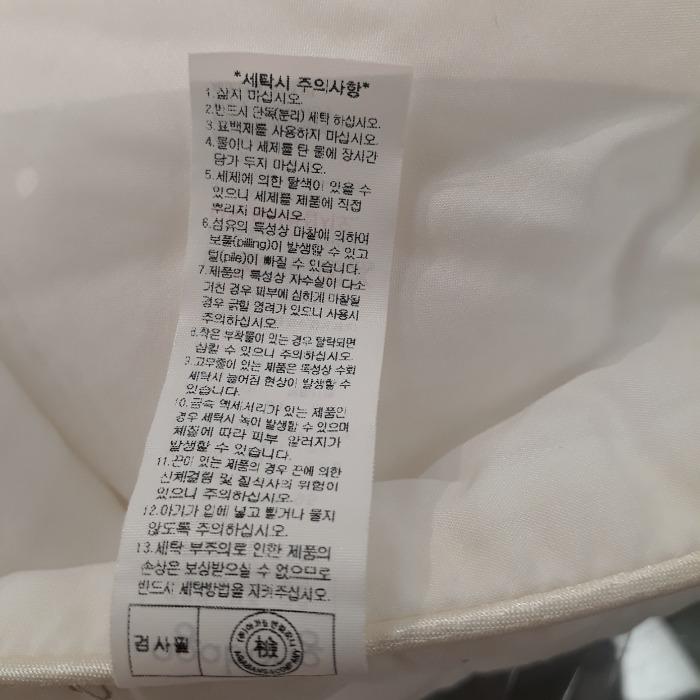 *세탁시 주의사항*
1.삶지 마십시오.
2.반드시 단독(분리) 세탁 하십시오.
3.표백제를 사용하지 마십시오.
4.물이나 세제를 탄 물에 장시간
담가 두지 마십시오.
5.세제에 의한 탈색이 있을 수
있으니 세제를 제품에 직접
뿌리지 마십시오.
6.섬유의 특성상 마찰에 의하여
보풀(pilling)이 발생할 수 있고
털(pile)이 빠질 수 있습니다.
7.제품의 특성상 자수실이 다소
거친 경우 피부에 심하게 마찰될
경우 긁힐 염려가 있으니 사용시
주의하십시오.
8.작은 부착물이 있는 경우 탈락되면
삼킬 수 있으니 주의하십시오.
9.고무줄이 있는 제품은 특성상 수회
세탁시 늘어짐 현상이 발생할 수
있습니다.
10.금속 액세서리가 있는 제품인
경우 세탁시 녹이 발생할 수 있으며
체질에 따라 피부 알러지가
발생할 수 있습니다.
11.끈이 있는 제품의 경우 끈에 의한
신체걸림 및 질식사의 위험이
있으니 주의하십시오.
12.아기가 입에 넣고 빨거나 물지
않도록 주의하십시오.
13.세탁 부주의로 인한 제품의
손상은 보상받으실 수 없으므로
반드시 세탁방법을 지켜주십시오.
검사필
(주)아가방앤컴퍼니
檢
AGABANG&COMPANY